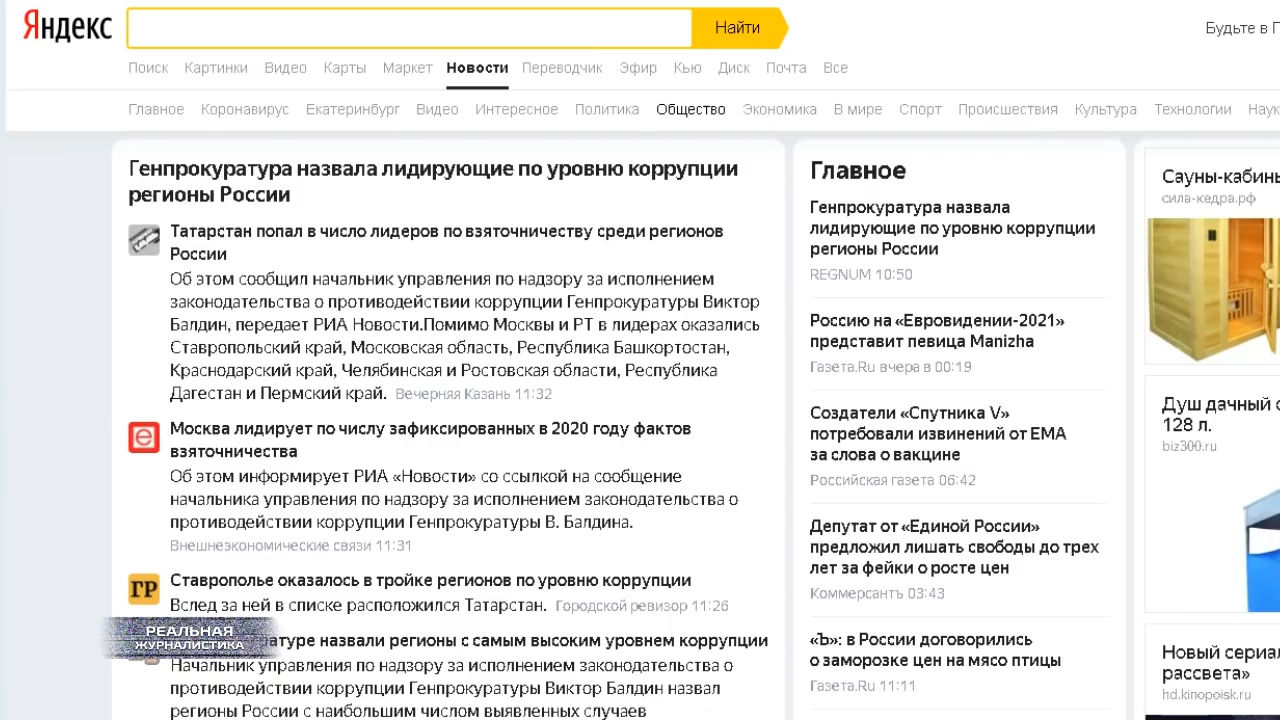 Яндекс
Найти
Будьте в
Поиск Картинки Видео Карты Маркет Новости Переводчик Эфир Кью Диск Почта Все
Главное Коронавирус Екатеринбург Видео Интересное Политика Общество Экономика В мире Спорт Происшествия Культура Технологии Наук
Генпрокуратура назвала лидирующие по уровню коррупции
регионы России
Татарстан попал в число лидеров по взяточничеству среди регионов
России
Об этом сообщил начальник управления по надзору за исполнением
законодательства о противодействии коррупции Генпрокуратуры Виктор
Балдин, передает РИА Новости.Помимо Москвы и РТ в лидерах оказались
Ставропольский край, Московская область, Республика Башкортостан,
Краснодарский край, Челябинская и Ростовская области, Республика
Дагестан и Пермский край. Вечерняя Казань 11:32
Москва лидирует по числу зафиксированных в 2020 году фактов
взяточничества
Об этом информирует РИА «Новости» со ссылкой на сообщение
начальника управления по надзору за исполнением законодательства о
противодействии коррупции Генпрокуратуры В. Балдина.
Внешнеэкономические связи 11:31
ГР
Ставрополье оказалось в тройке регионов по уровню коррупции
Вслед за ней в списке расположился Татарстан. Городской ревизор 11:26
РЕАЛЬНАЯ
ЖУРНАЛИСТИКА
атуре назвали регионы с самым высоким уровнем коррупции
Начальник управления по надзору за исполнением законодательства о
противодействии коррупции Генпрокуратуры Виктор Балдин назвал
регионы России с наибольшим числом выявленных случаев
Главное
Генпрокуратура назвала
лидирующие по уровню коррупции
регионы России
REGNUM 10:50
Россию на «Евровидении-2021»
представит певица Manizha
Газета.Ru вчера в 00:19
Создатели «Спутника V»
потребовали извинений от EMA
за слова о вакцине
Российская газета 06:42
Депутат от «Единой России»
предложил лишать свободы до трех
лет за фейки о росте цен
Коммерсантъ 03:43
«Ъ»: в России договорились
о заморозке цен на мясо птицы
Газета.Ru 11:11
Сауны-кабины
сила-кедра.рф
Душ дачный с
128 л.
biz300.ru
Новый сериал
рассвета»
hd.kinopoisk.ru